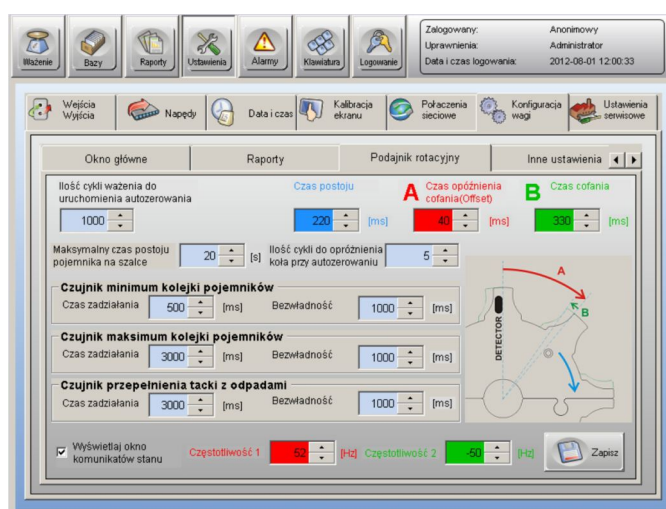 Zalogowany: Anonimowy
Uprawnienia: Administrator
Data i czas logowania: 2012-08-01 12:00:33
Ważenie Bazy Raporty Ustawienia Alarmy Klawiatura Logowanie
Wejścia Wyjścia
Napędy
Data i czas
Kalibracja ekranu
Połaczenia sieciowe
Konfiguracja wagi
Ustawienia serwisowe
Okno główne Raporty Podajnik rotacyjny Inne ustawienia
Ilość cykli ważenia do
uruchomienia autozerowania
1000
Czas postoju
220 [ms]
A Czas opóźnienia
cofania(Offset)
40 [ms]
B Czas cofania
330 [ms]
Maksymalny czas postoju
pojemnika na szalce
20 [s]
Ilość cykli do opróżnienia
koła przy autozerowaniu
5
Czujnik minimum kolejki pojemników
Czas zadziałania 500 [ms] Bezwładność 1000 [ms]
Czujnik maksimum kolejki pojemników
Czas zadziałania 3000 [ms] Bezwładność 1000 [ms]
Czujnik przepełnienia tacki z odpadami
Czas zadziałania 3000 [ms] Bezwładność 1000 [ms]
A
B
DETECTOR
Wyświetlaj okno
komunikatów stanu
Częstotliwość 1 52 [Hz] Częstotliwość 2 -50 [Hz]
Zapisz